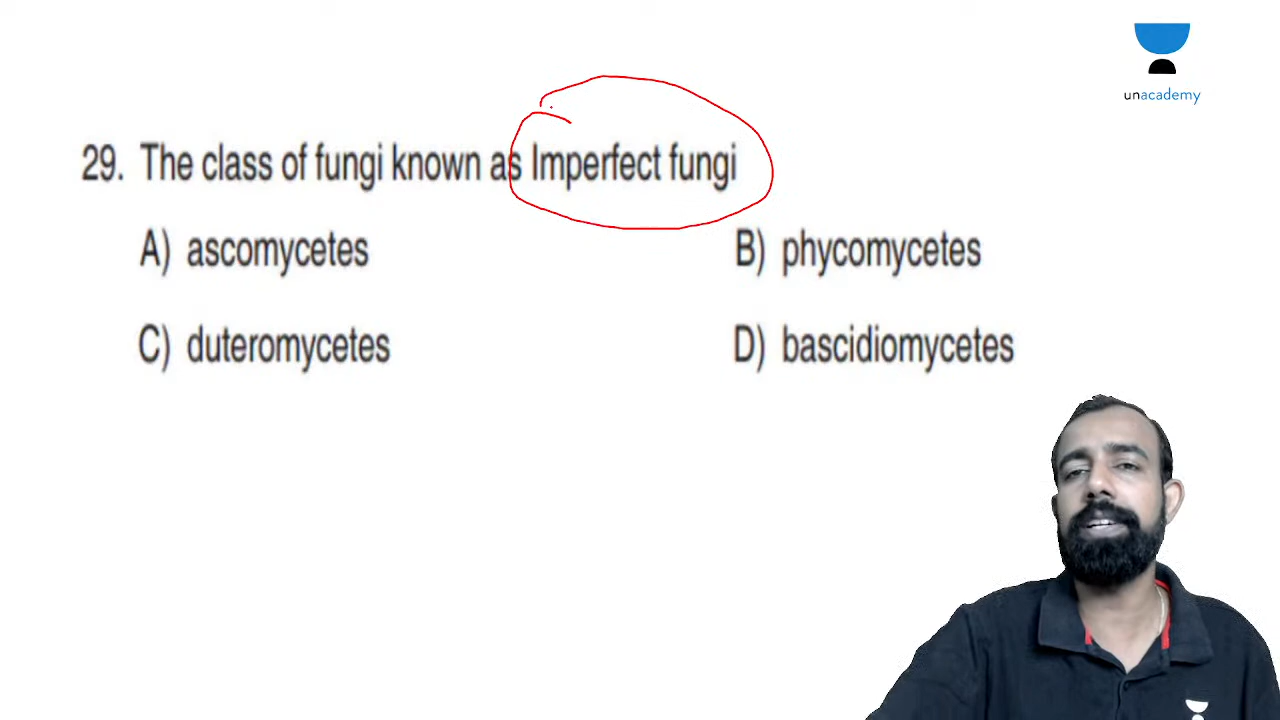 unacademy
29. The class of fungi known as Imperfect fungi
A) ascomycetes B) phycomycetes
C) duteromycetes D) bascidiomycetes